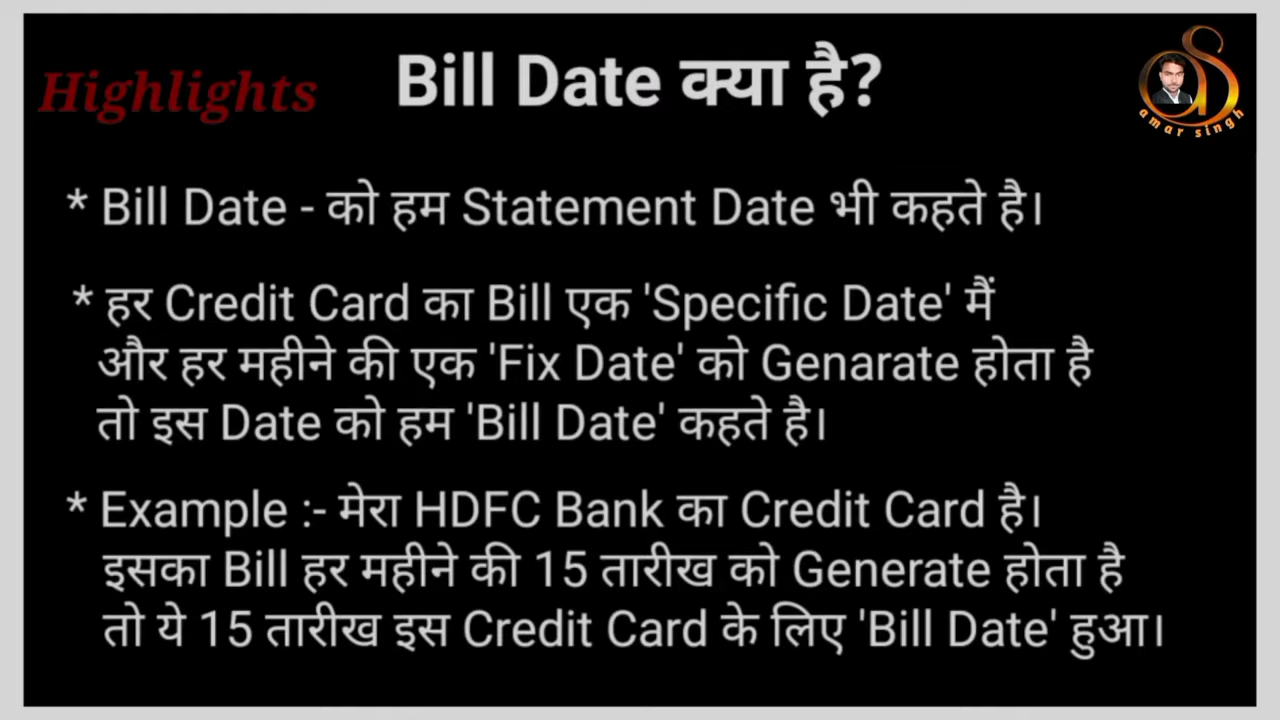 Highlights
Bill Date क्या है?
amar singh
* Bill Date - को हम Statement Date भी कहते है।
* हर Credit Card का Bill एक 'Specific Date' मैं
और हर महीने की एक 'Fix Date' को Genarate होता है
तो इस Date को हम 'Bill Date' कहते है।
* Example :- मेरा HDFC Bank का Credit Card है।
इसका Bill हर महीने की 15 तारीख को Generate होता है
तो ये 15 तारीख इस Credit Card के लिए 'Bill Date' हुआ।